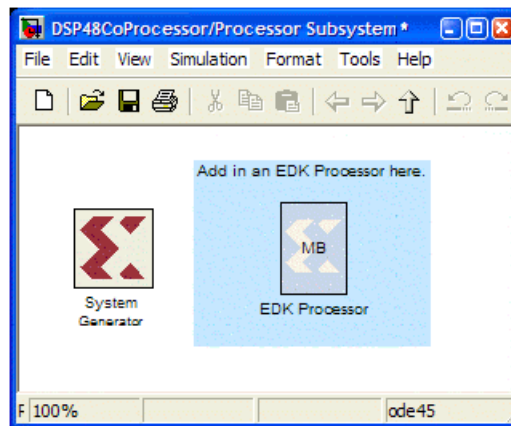 DSP48CoProcessor/Processor Subsystem *
File Edit View Simulation Format Tools Help
Add in an EDK Processor here.
MB
System
Generator
EDK Processor
F 100% ode45